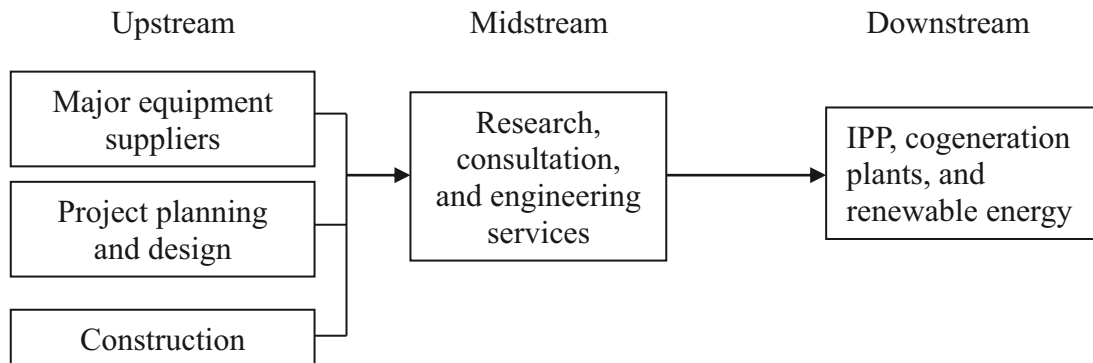 Upstream
Midstream
Downstream
Major equipment
suppliers
Project planning
and design
Construction
Research,
consultation,
and engineering
services
IPP, cogeneration
plants, and
renewable energy